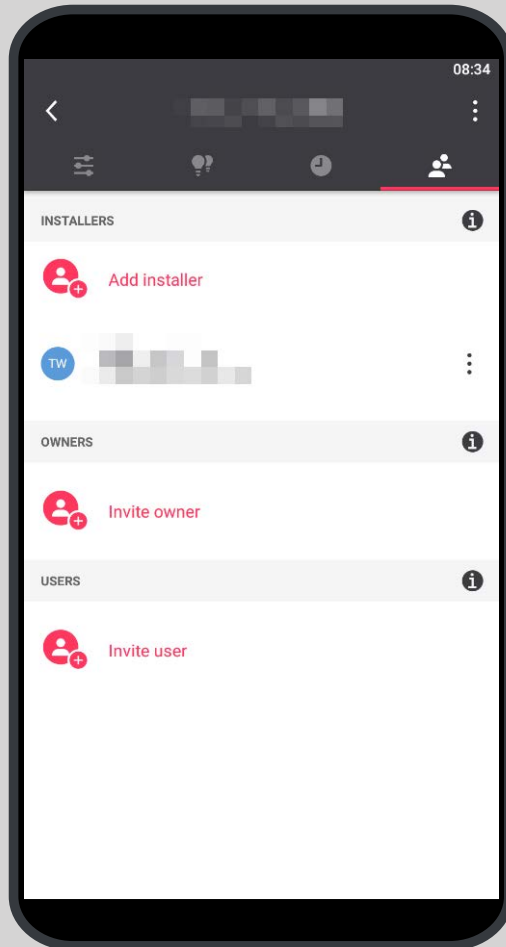 08:34
INSTALLERS
Add installer
TW
OWNERS
Invite owner
USERS
Invite user